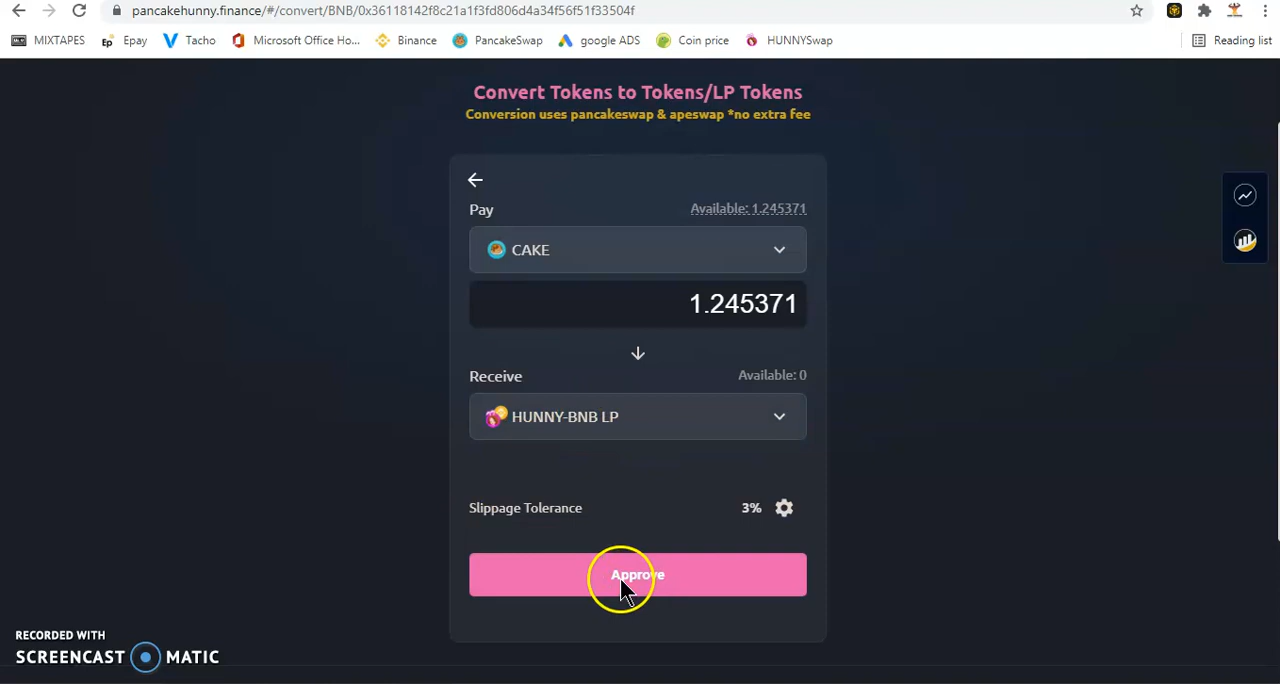 pancakehunny.finance/#/convert/BNB/0x36118142f8c21a1f3fd806d4a34f56f51f33504f
MIXTAPES Epay Tacho Microsoft Office Ho... Binance PancakeSwap google ADS Coin price HUNNYSwap Reading list
Convert Tokens to Tokens/LP Tokens
Conversion uses pancakeswap & apeswap *no extra fee
Pay Available: 1.245371
CAKE
1.245371
Receive Available: 0
HUNNY-BNB LP
Slippage Tolerance 3%
Approve
RECORDED WITH
SCREENCAST MATIC